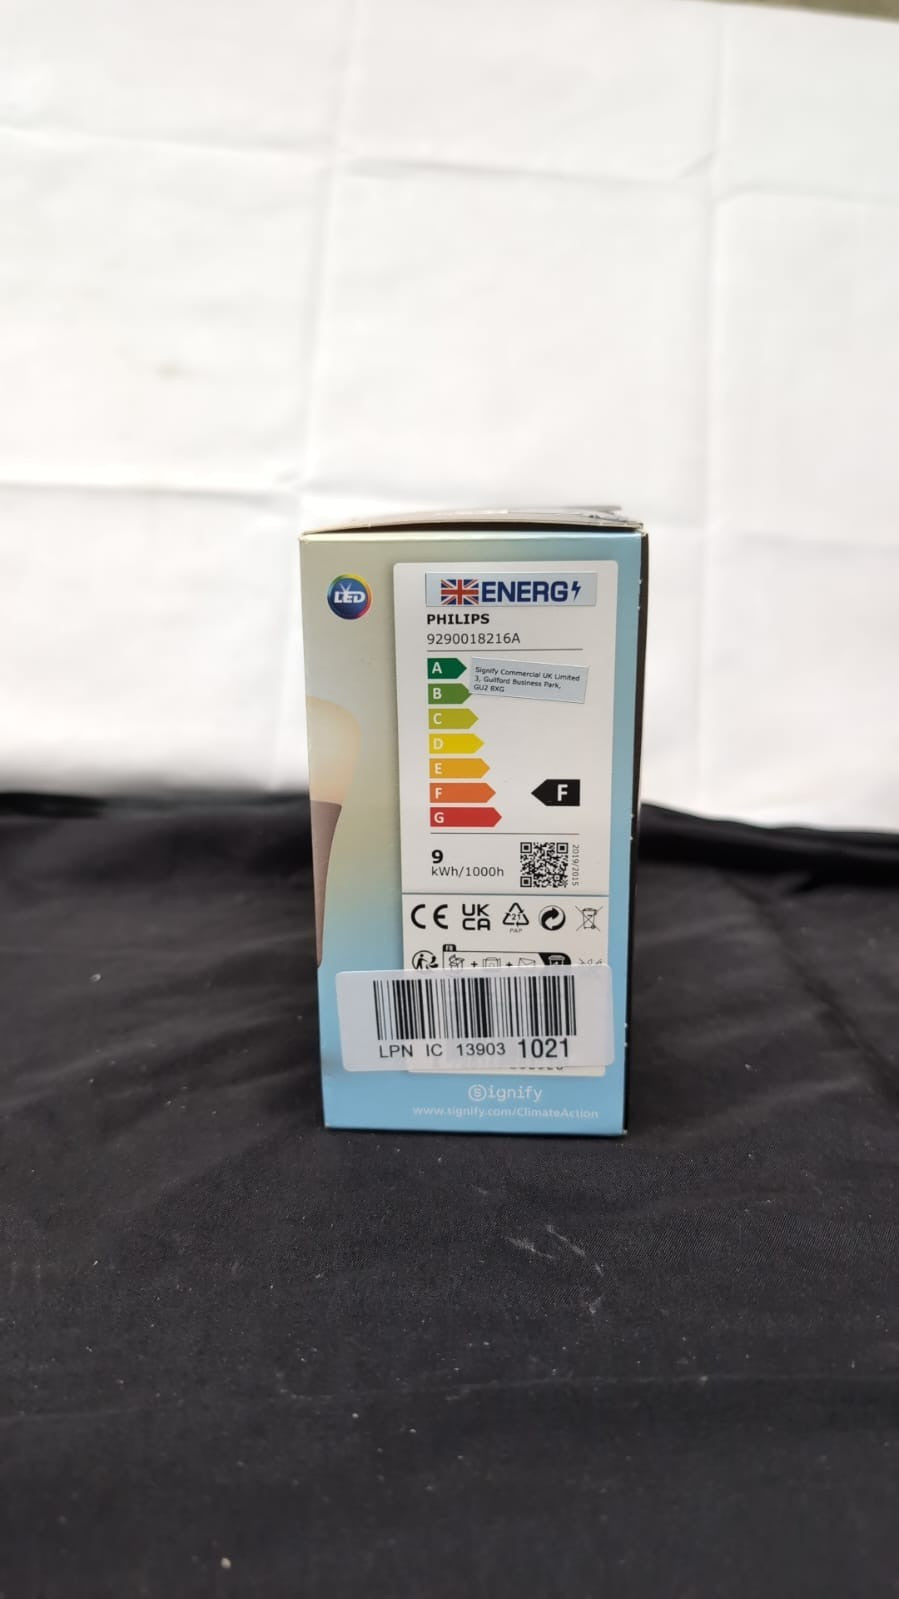 LED
ENERG
PHILIPS
9290018216A
A
Signify Commercial UK Limited
3, Guilford Business Park,
GU2 8XG
B
C
D
E
F
F
G
9
kWh/1000h
2019/2015
CE UK CA 21 PAP
FR
LPN IC 13903 1021
Signify
www.signify.com/ClimateAction